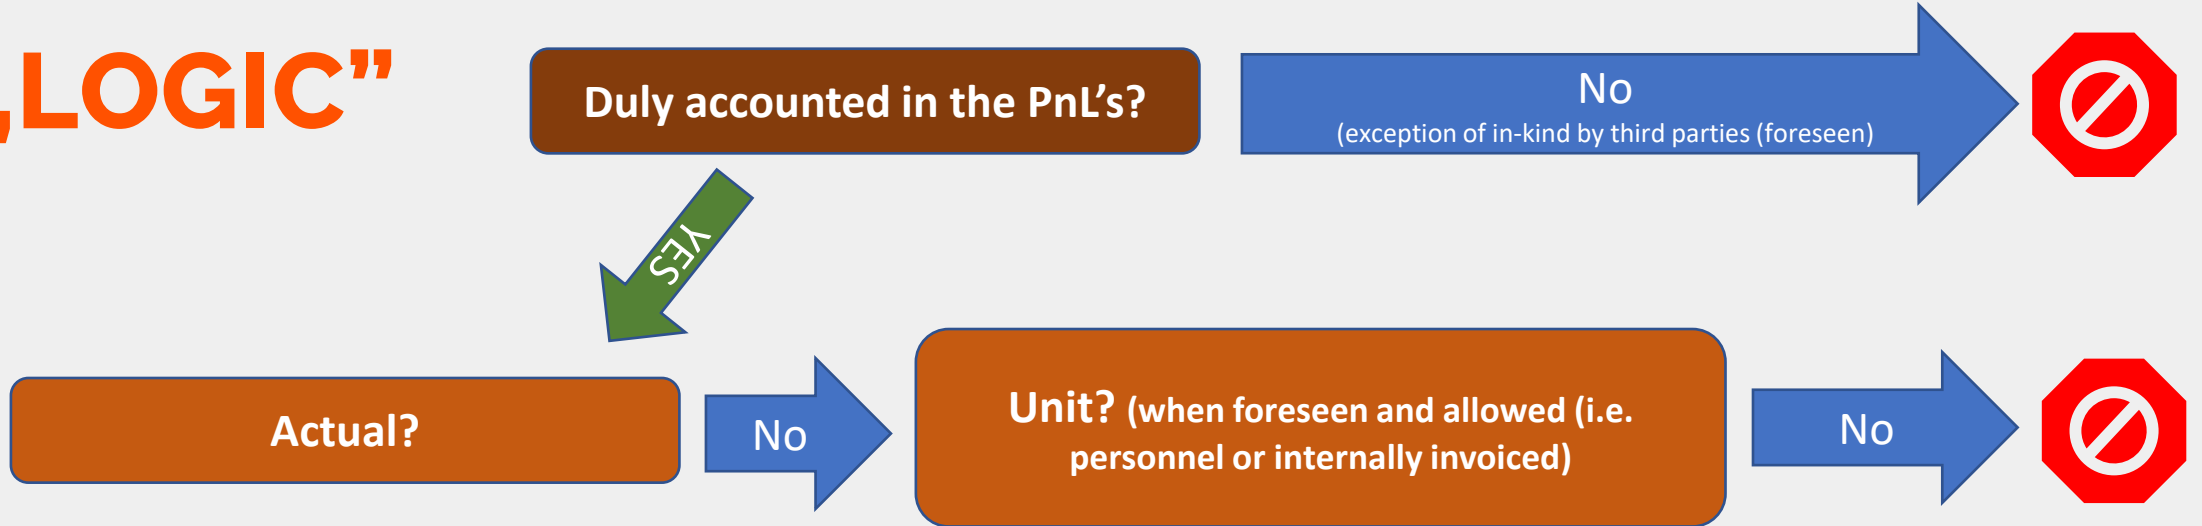 „LOGIC”
Duly accounted in the PnL’s?
No
(exception of in-kind by third parties (foreseen)
YES
Actual?
No
Unit? (when foreseen and allowed (i.e.
personnel or internally invoiced)
No